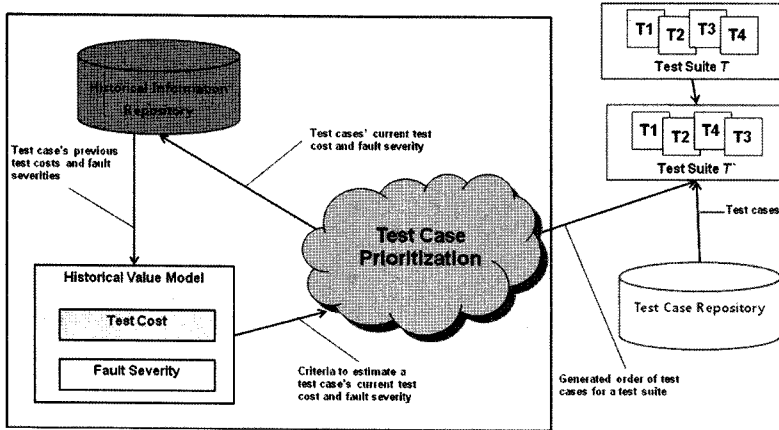 Historical Information
Repository
Test case's previous
test costs and fault
severities
Test cases' current test
cost and fault severity
Test Case
Prioritization
Historical Value Model
Test Cost
Fault Severity
Criteria to estimate a
test case's current test
cost and fault severity
T1 T2 T3 T4
Test Suite T
T1 T2 T4 T3
Test Suite T`
Test cases
Test Case Repository
Generated order of test
cases for a test suite